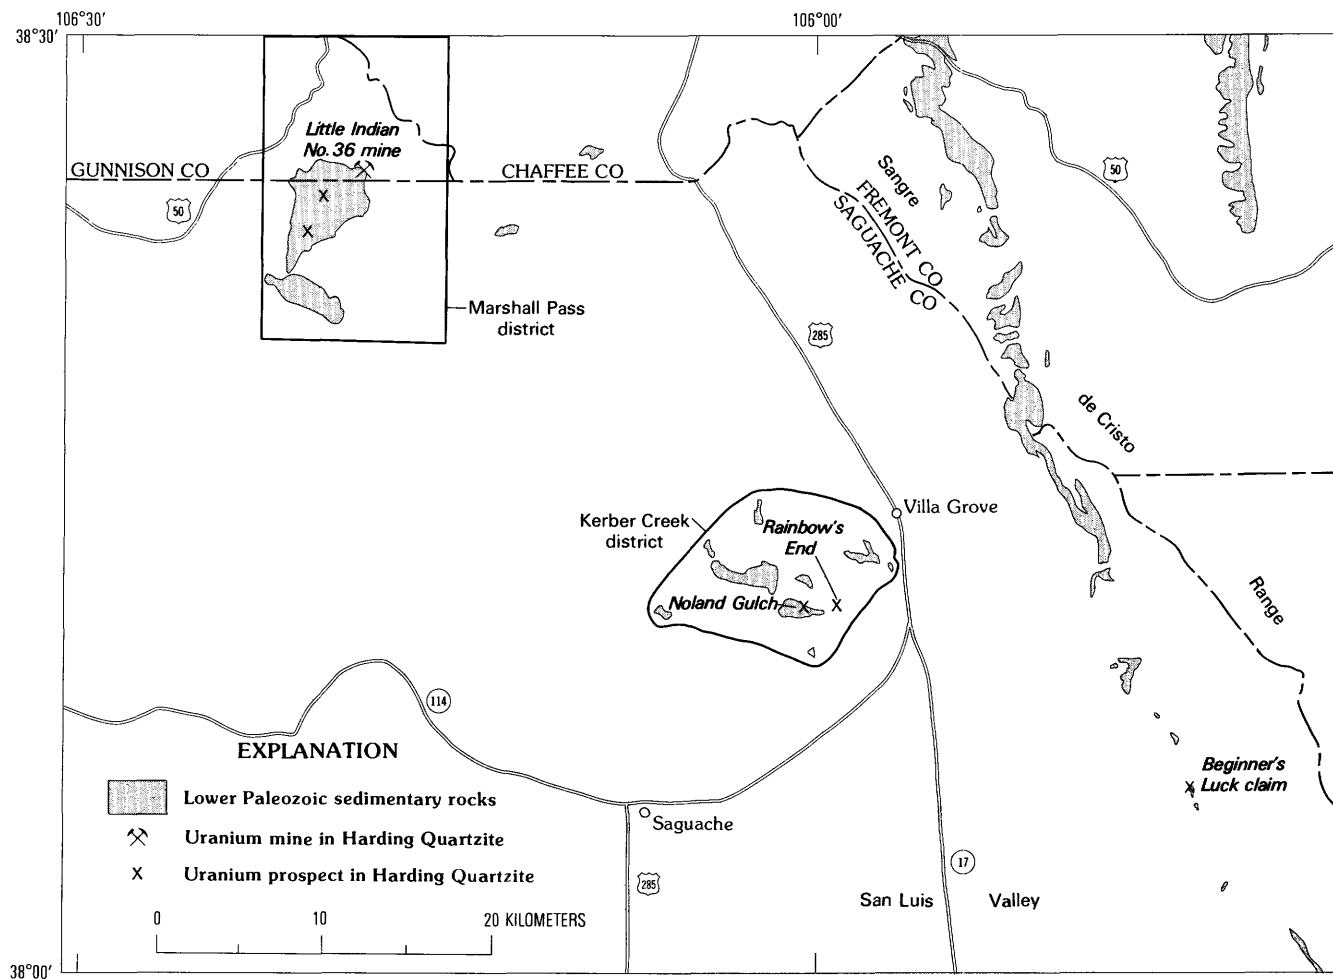 106°30'
106°00'
38°30'
Little Indian
No. 36 mine
GUNNISON CO
CHAFFEE CO
50
50
Sangre
FREMONT CO
SAGUACHE CO
Marshall Pass
district
285
de Cristo
Villa Grove
Kerber Creek
district
Rainbow's
End
Noland Gulch
Range
114
EXPLANATION
Lower Paleozoic sedimentary rocks
Uranium mine in Harding Quartzite
Uranium prospect in Harding Quartzite
0 10 20 KILOMETERS
Saguache
285
Beginner's
Luck claim
17
San Luis Valley
38°00'